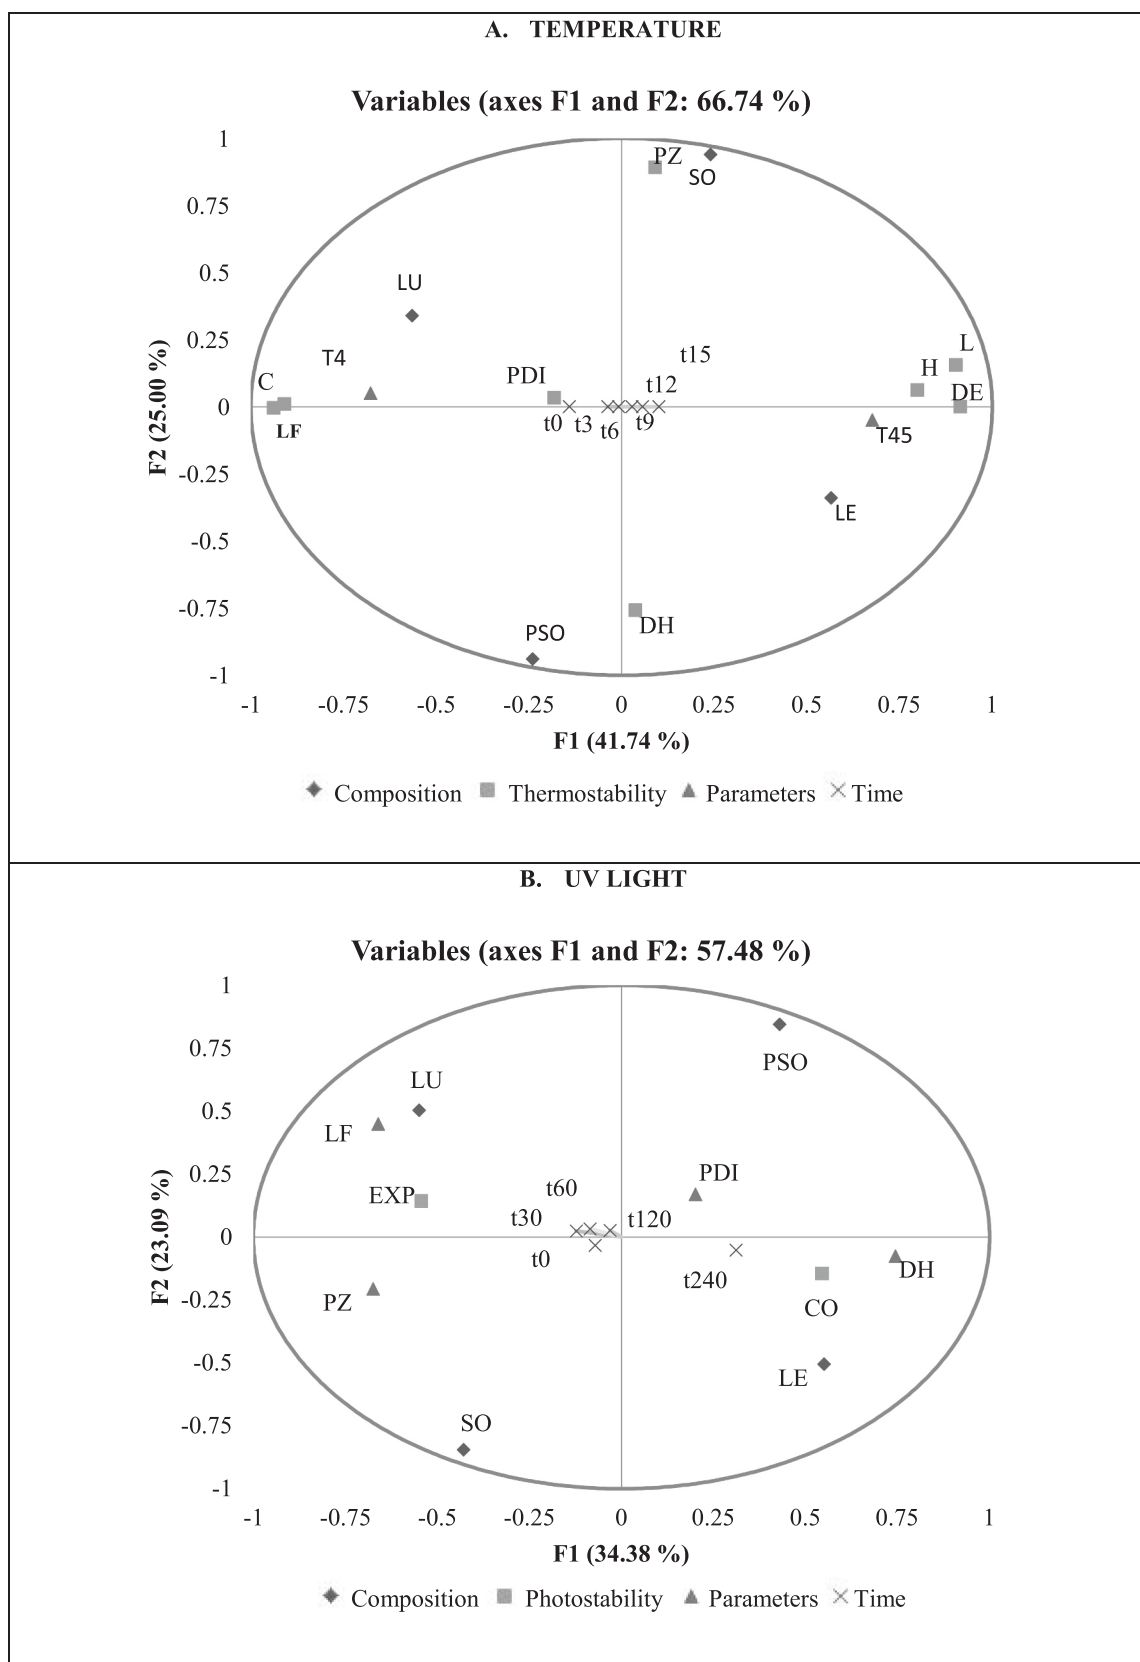 A. TEMPERATURE
Variables (axes F1 and F2: 66.74 %)
1
0.75
0.5
0.25
0
-0.25
-0.5
-0.75
-1
F2 (25.00 %)
PZ
SO
LU
T4
C
LF
PDI
t15
t12
t0
t3
t6
t9
L
H
DE
T45
LE
PSO
DH
-1 -0.75 -0.5 -0.25 0 0.25 0.5 0.75 1
F1 (41.74 %)
Composition Thermostability Parameters Time
B. UV LIGHT
Variables (axes F1 and F2: 57.48 %)
1
0.75
0.5
0.25
0
-0.25
-0.5
-0.75
-1
F2 (23.09 %)
PSO
LU
LF
EXP
t60
t30
t120
PDI
t0
t240
DH
PZ
CO
LE
SO
-1 -0.75 -0.5 -0.25 0 0.25 0.5 0.75 1
F1 (34.38 %)
Composition Photostability Parameters Time